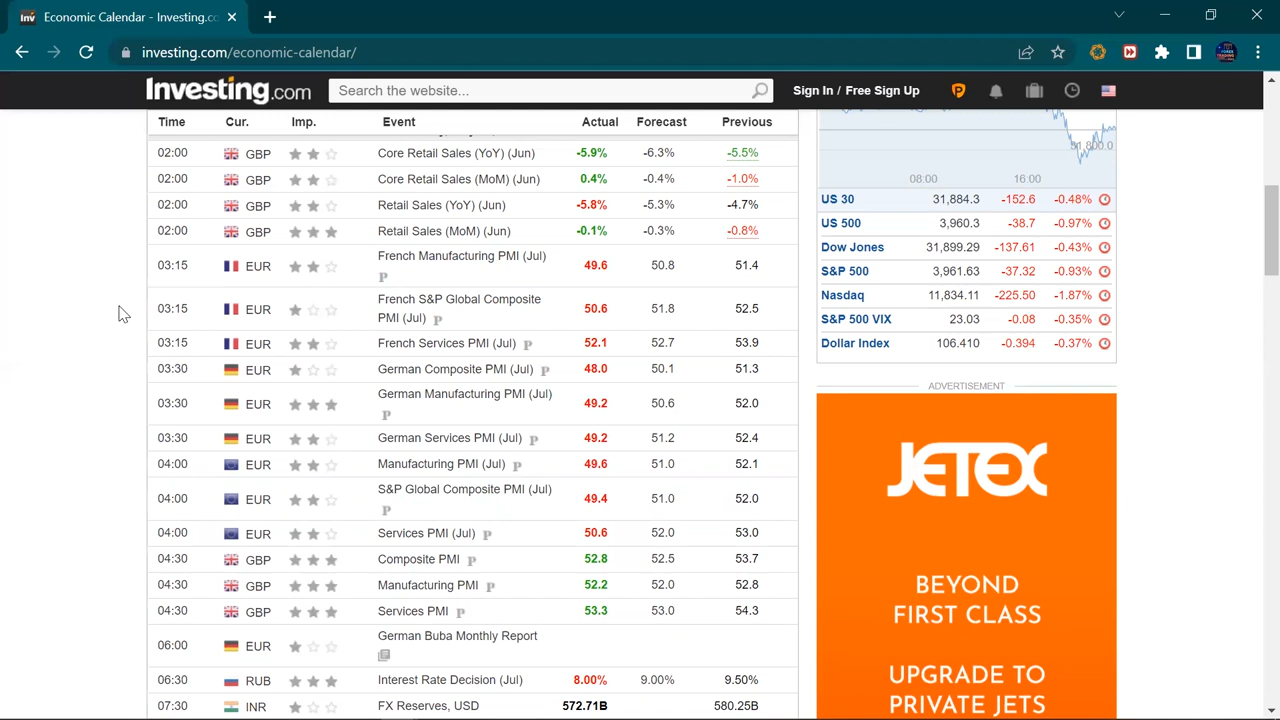 Economic Calendar - Investing.co
investing.com/economic-calendar/
Investing.com
Search the website...
Sign In / Free Sign Up
Time Cur. Imp. Event Actual Forecast Previous
02:00 GBP Core Retail Sales (YoY) (Jun) -5.9% -6.3% -5.5%
02:00 GBP Core Retail Sales (MoM) (Jun) 0.4% -0.4% -1.0%
02:00 GBP Retail Sales (YoY) (Jun) -5.8% -5.3% -4.7%
02:00 GBP Retail Sales (MoM) (Jun) -0.1% -0.3% -0.8%
03:15 EUR French Manufacturing PMI (Jul) 49.6 50.8 51.4
P
03:15 EUR French S&P Global Composite 50.6 51.8 52.5
PMI (Jul) P
03:15 EUR French Services PMI (Jul) P 52.1 52.7 53.9
03:30 EUR German Composite PMI (Jul) P 48.0 50.1 51.3
03:30 EUR German Manufacturing PMI (Jul) 49.2 50.6 52.0
P
03:30 EUR German Services PMI (Jul) P 49.2 51.2 52.4
04:00 EUR Manufacturing PMI (Jul) P 49.6 51.0 52.1
04:00 EUR S&P Global Composite PMI (Jul) 49.4 51.0 52.0
P
04:00 EUR Services PMI (Jul) P 50.6 52.0 53.0
04:30 GBP Composite PMI P 52.8 52.5 53.7
04:30 GBP Manufacturing PMI P 52.2 52.0 52.8
04:30 GBP Services PMI P 53.3 53.0 54.3
06:00 EUR German Buba Monthly Report
06:30 RUB Interest Rate Decision (Jul) 8.00% 9.00% 9.50%
07:30 INR FX Reserves, USD 572.71B 580.25B
31,800.0
08:00 16:00
US 30 31,884.3 -152.6 -0.48%
US 500 3,960.3 -38.7 -0.97%
Dow Jones 31,899.29 -137.61 -0.43%
S&P 500 3,961.63 -37.32 -0.93%
Nasdaq 11,834.11 -225.50 -1.87%
S&P 500 VIX 23.03 -0.08 -0.35%
Dollar Index 106.410 -0.394 -0.37%
ADVERTISEMENT
JETEX
BEYOND
FIRST CLASS
UPGRADE TO
PRIVATE JETS